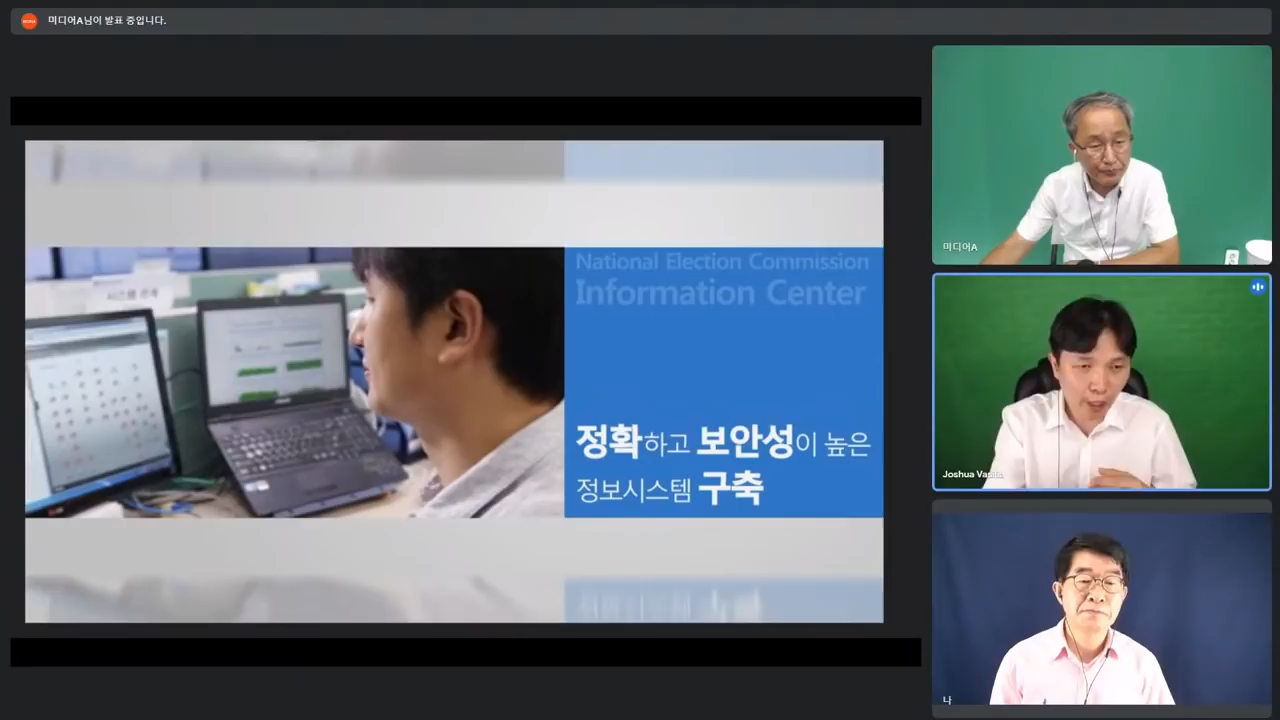 미디어A님이 발표 중입니다.
National Election Commission
Information Center
정확하고 보안성이 높은
정보시스템 구축
미디어A
Joshua
나